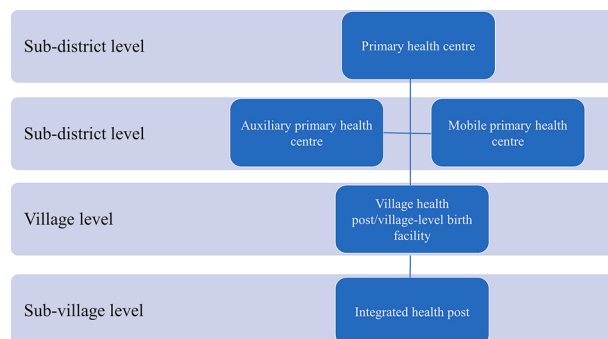 Sub-district level
Primary health centre
Sub-district level
Auxiliary primary health
centre
Mobile primary health
centre
Village level
Village health
post/village-level birth
facility
Sub-village level
Integrated health post